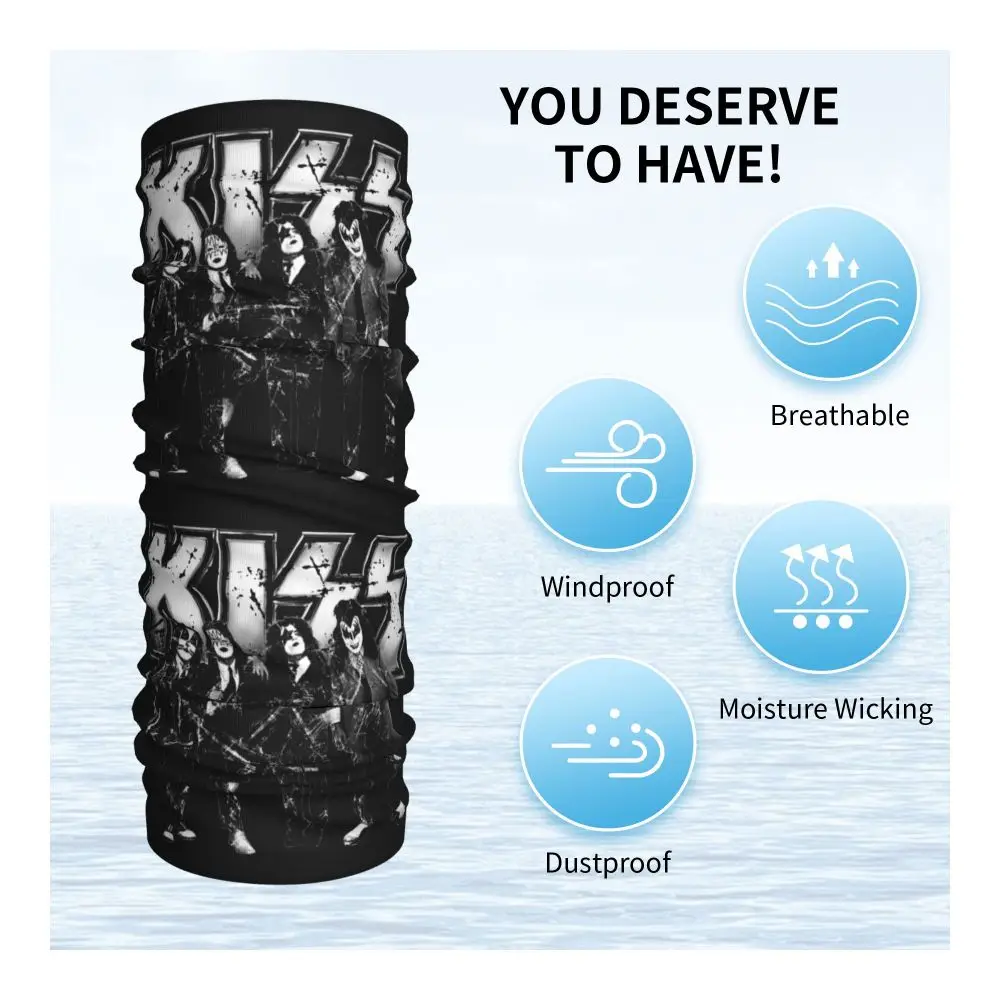 YOU DESERVE
TO HAVE!
KISS
Breathable
Windproof
Moisture Wicking
Dustproof
KISS